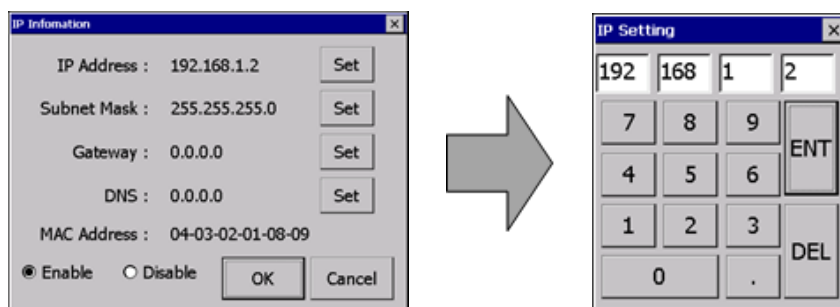 IP Infomation
IP Address : 192.168.1.2 Set
Subnet Mask : 255.255.255.0 Set
Gateway : 0.0.0.0 Set
DNS : 0.0.0.0 Set
MAC Address : 04-03-02-01-08-09
Enable Disable OK Cancel
IP Setting
192 168 1 2
7 8 9 ENT
4 5 6
1 2 3 DEL
0 .